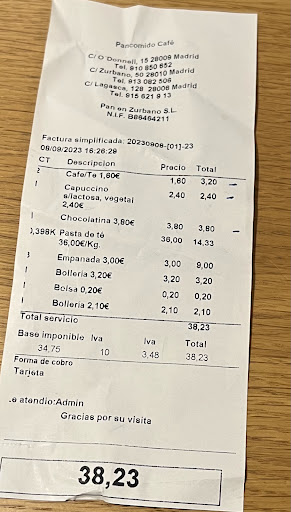 Pancomido Café
C/O'Donnell, 15 28009 Madrid
Tel. 910 850 652
C/ Zurbano, 50 28010 Madrid
Tel. 913 082 506
C/ Lagasca, 128 28006 Madrid
Tel. 915 621 9 13
Pan en Zurbano S.L.
N.I.F. B86464211
Factura simplificada: 20230908-[01]-23
08/09/2023 16:26:29
CT Descripcion Precio Total
2 Cafe/Te 1,60€ 1,60 3,20
1 Capuccino 2,40 2,40
s/lactosa, vegetal
2,40€
1 Chocolatina 3,80€ 3,80 3,80
0,398K Pasta de té 36,00 14,33
36,00€/Kg.
3 Empanada 3,00€ 3,00 9,00
1 Bolleria 3,20€ 3,20 3,20
1 Bolsa 0,20€ 0,20 0,20
1 Bolleria 2,10€ 2,10 2,10
Total servicio 38,23
Base imponible Iva Iva Total
34,75 10 3,48 38,23
Forma de cobro
Tarjeta
.e atendio:Admin
Gracias por su visita
38,23